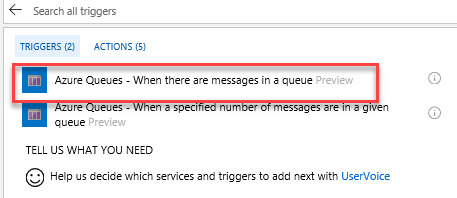 Search all triggers
TRIGGERS (2) ACTIONS (5)
Azure Queues - When there are messages in a queue Preview
Azure Queues - When a specified number of messages are in a given
queue Preview
TELL US WHAT YOU NEED
Help us decide which services and triggers to add next with UserVoice